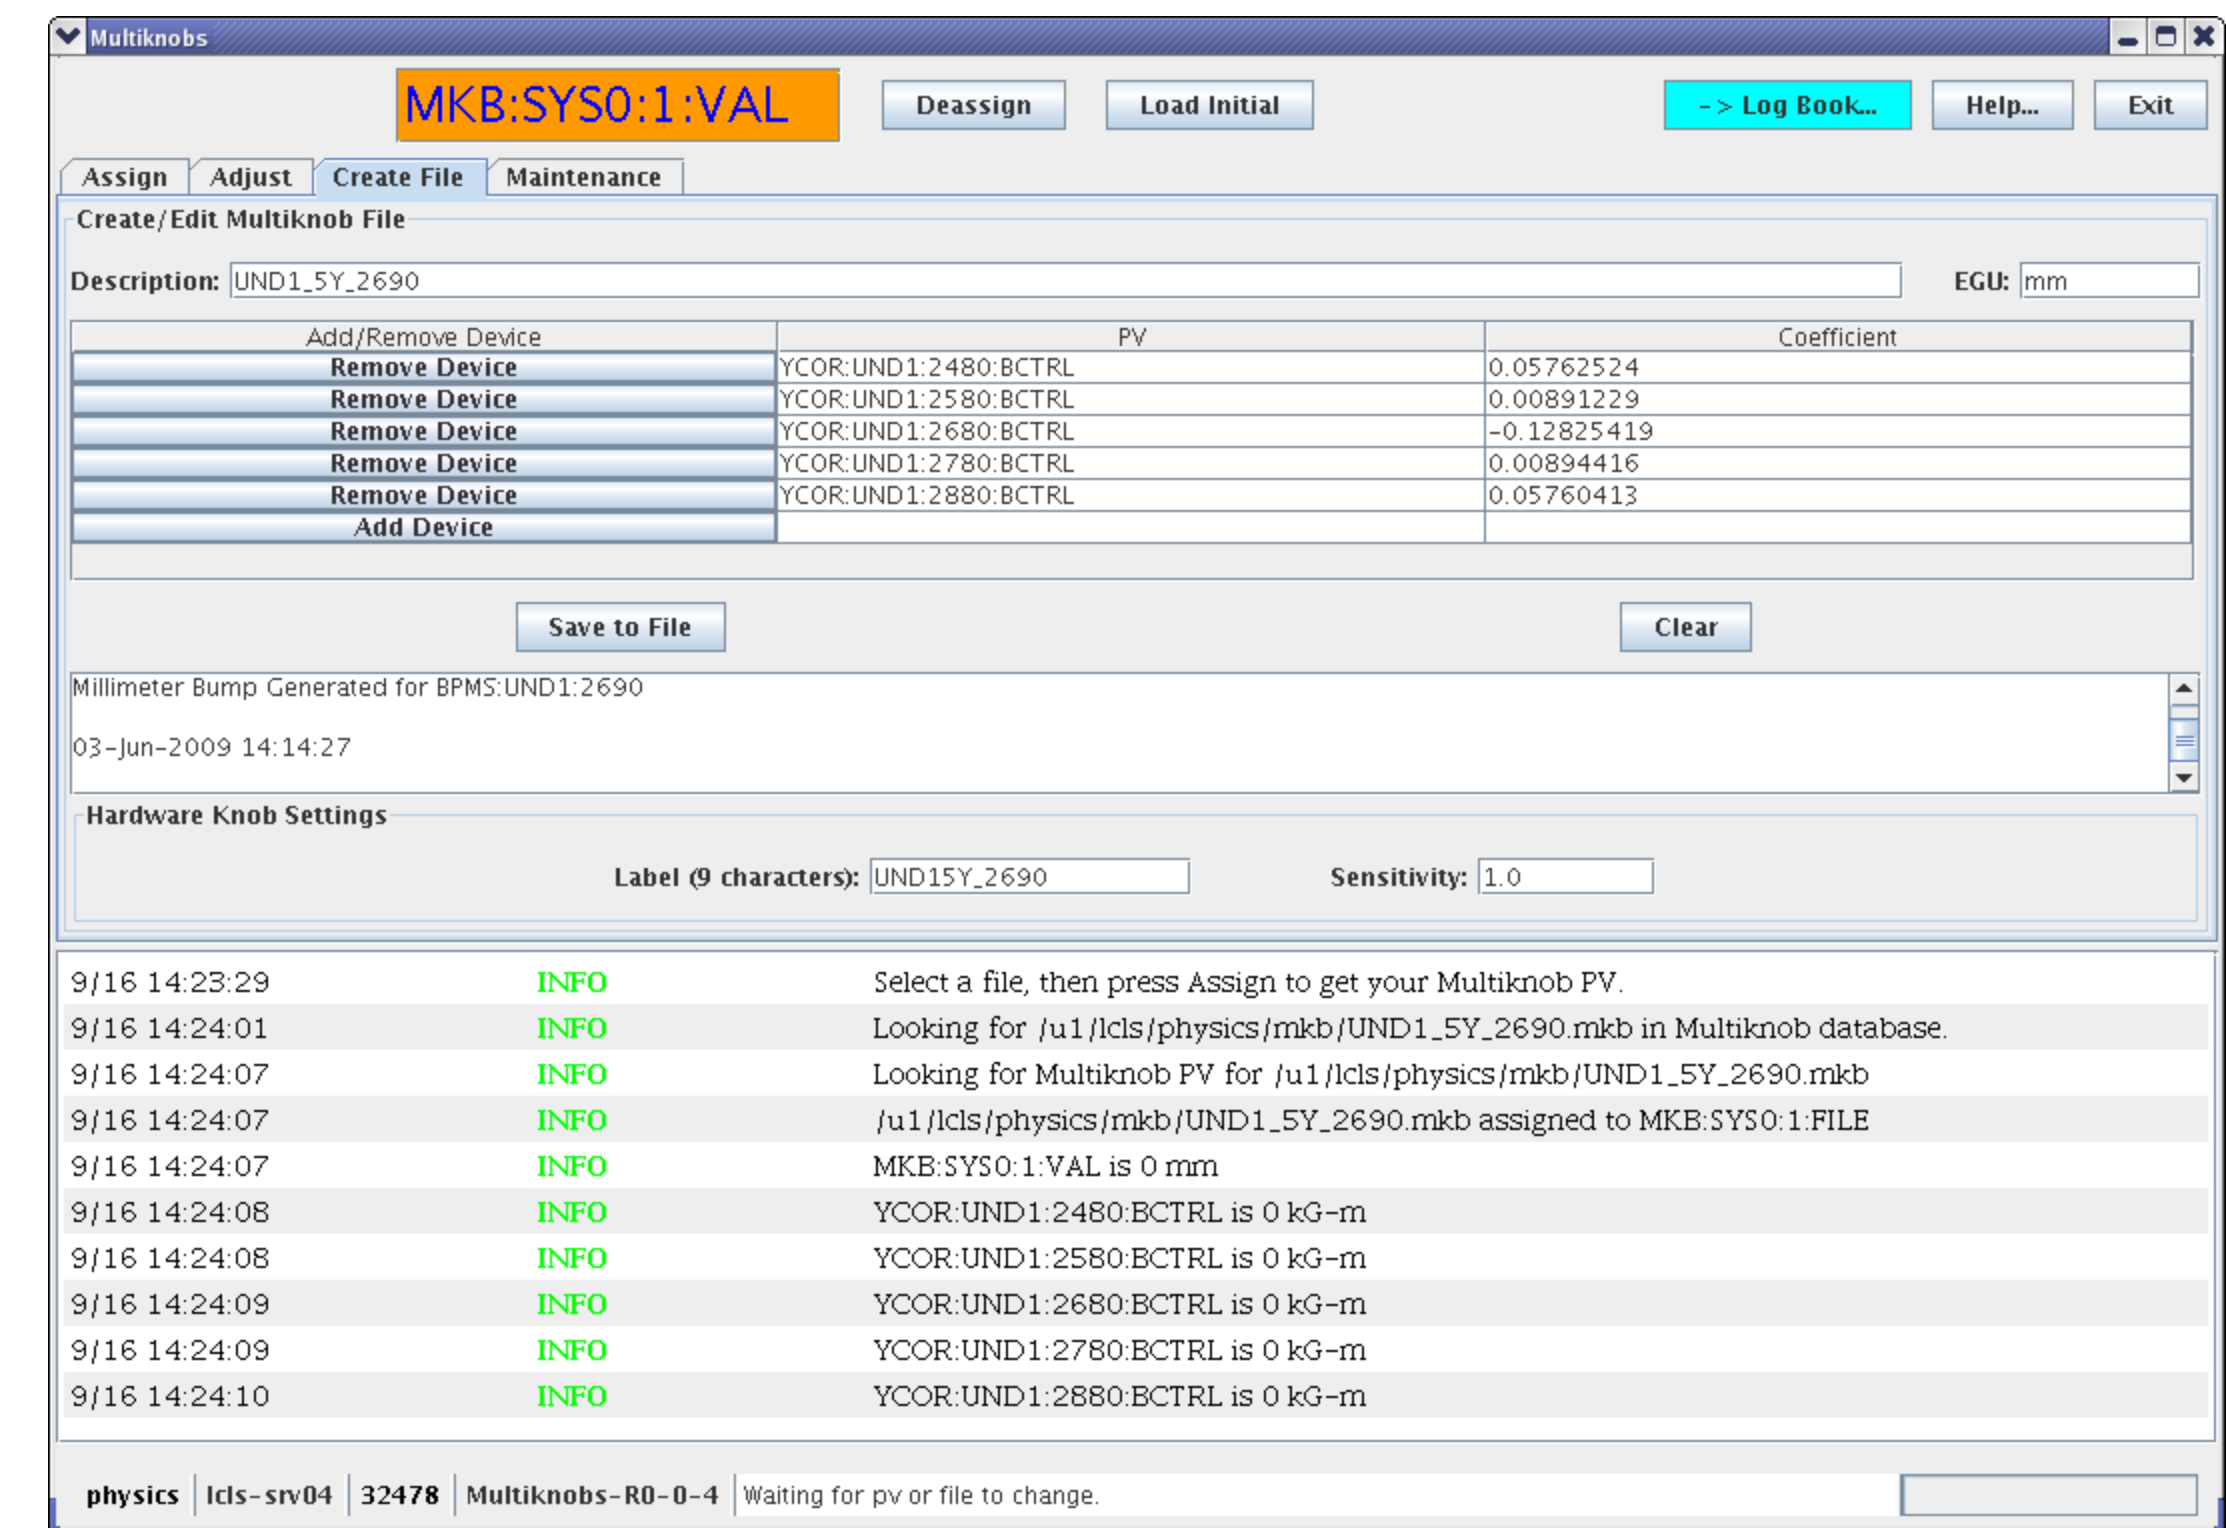 Multiknobs
MKB:SYS0:1:VAL Deassign Load Initial -> Log Book... Help... Exit
Assign Adjust Create File Maintenance
Create/Edit Multiknob File
Description: UND1_5Y_2690 EGU: mm
Add/Remove Device PV Coefficient
Remove Device YCOR:UND1:2480:BCTRL 0.05762524
Remove Device YCOR:UND1:2580:BCTRL 0.00891229
Remove Device YCOR:UND1:2680:BCTRL -0.12825419
Remove Device YCOR:UND1:2780:BCTRL 0.00894416
Remove Device YCOR:UND1:2880:BCTRL 0.05760413
Add Device
Save to File Clear
Millimeter Bump Generated for BPMS:UND1:2690
03-Jun-2009 14:14:27
Hardware Knob Settings
Label (9 characters): UND15Y_2690 Sensitivity: 1.0
9/16 14:23:29 INFO Select a file, then press Assign to get your Multiknob PV.
9/16 14:24:01 INFO Looking for /u1/lcls/physics/mkb/UND1_5Y_2690.mkb in Multiknob database.
9/16 14:24:07 INFO Looking for Multiknob PV for /u1/lcls/physics/mkb/UND1_5Y_2690.mkb
9/16 14:24:07 INFO /u1/lcls/physics/mkb/UND1_5Y_2690.mkb assigned to MKB:SYS0:1:FILE
9/16 14:24:07 INFO MKB:SYS0:1:VAL is 0 mm
9/16 14:24:08 INFO YCOR:UND1:2480:BCTRL is 0 kG-m
9/16 14:24:08 INFO YCOR:UND1:2580:BCTRL is 0 kG-m
9/16 14:24:09 INFO YCOR:UND1:2680:BCTRL is 0 kG-m
9/16 14:24:09 INFO YCOR:UND1:2780:BCTRL is 0 kG-m
9/16 14:24:10 INFO YCOR:UND1:2880:BCTRL is 0 kG-m
physics lcls-srv04 32478 Multiknobs-R0-0-4 Waiting for pv or file to change.